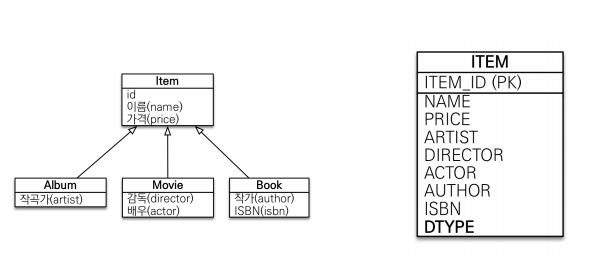 Item
id
이름(name)
가격(price)
Album
작곡가(artist)
Movie
감독(director)
배우(actor)
Book
작가(author)
ISBN(isbn)
ITEM
ITEM_ID (PK)
NAME
PRICE
ARTIST
DIRECTOR
ACTOR
AUTHOR
ISBN
DTYPE